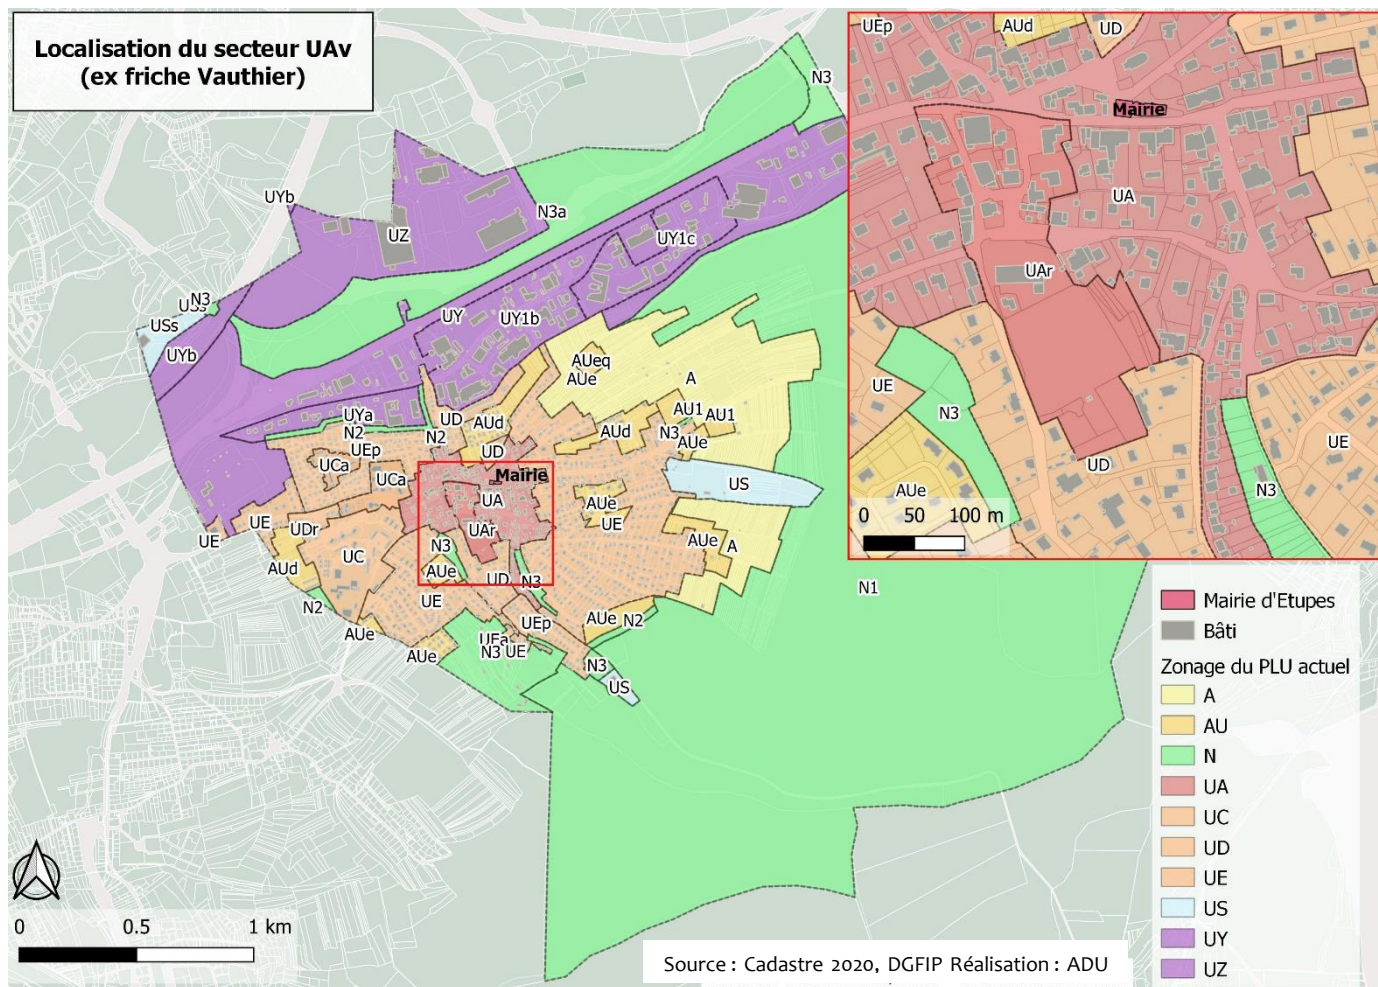 Localisation du secteur UAv
(ex friche Vauthier)
N3
UYb
N3a
UZ
UY1c
N3
USs
USs
UY
UY1b
UYb
AUeq
AUe
A
UYa
N2
UEp
UD
AUd
N2
UD
AUd
AU1
AU1
N3
AUe
UCa
UCa
Mairie
US
UA
AUe
UE
UAr
UE
UDr
UE
N3
AUe
A
UC
AUd
AUe
UD
N3
N1
N2
UE
AUe
N2
UEp
AUe
UEa
N3
UE
AUe
N3
US
UEp
AUd
UD
Mairie
UA
UAr
UE
N3
UE
UD
AUe
N3
0 50 100 m
Mairie d'Etupes
Bâti
Zonage du PLU actuel
A
AU
N
UA
UC
UD
UE
US
UY
UZ
0 0.5 1 km
Source : Cadastre 2020, DGFIP Réalisation : ADU